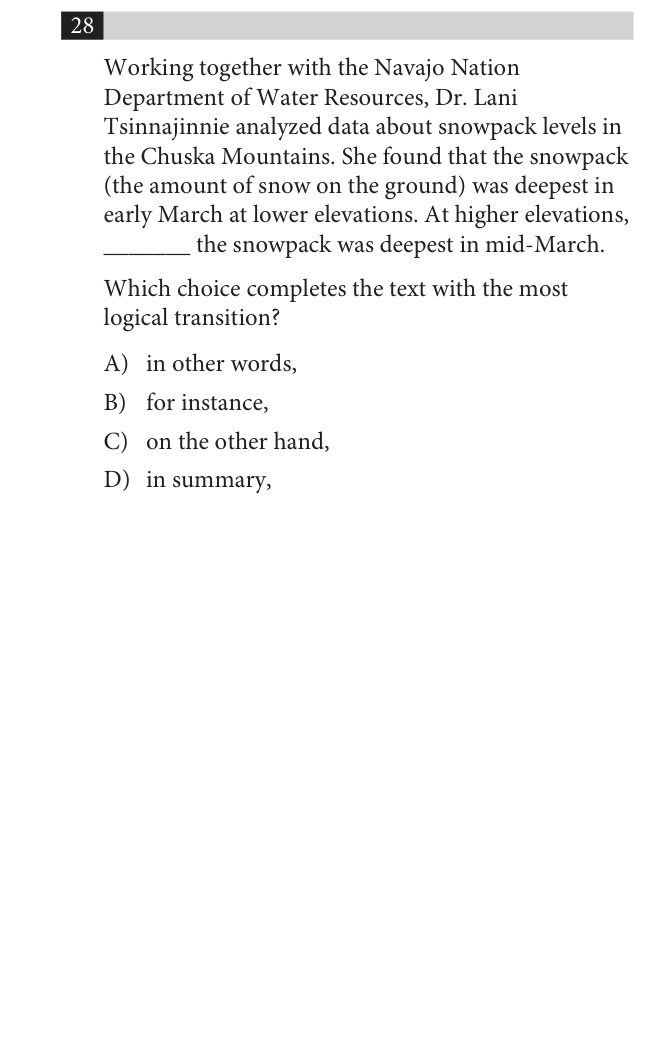 28
Working together with the Navajo Nation
Department of Water Resources, Dr. Lani
Tsinnajinnie analyzed data about snowpack levels in
the Chuska Mountains. She found that the snowpack
(the amount of snow on the ground) was deepest in
early March at lower elevations. At higher elevations,
_______ the snowpack was deepest in mid-March.
Which choice completes the text with the most
logical transition?
A) in other words,
B) for instance,
C) on the other hand,
D) in summary,